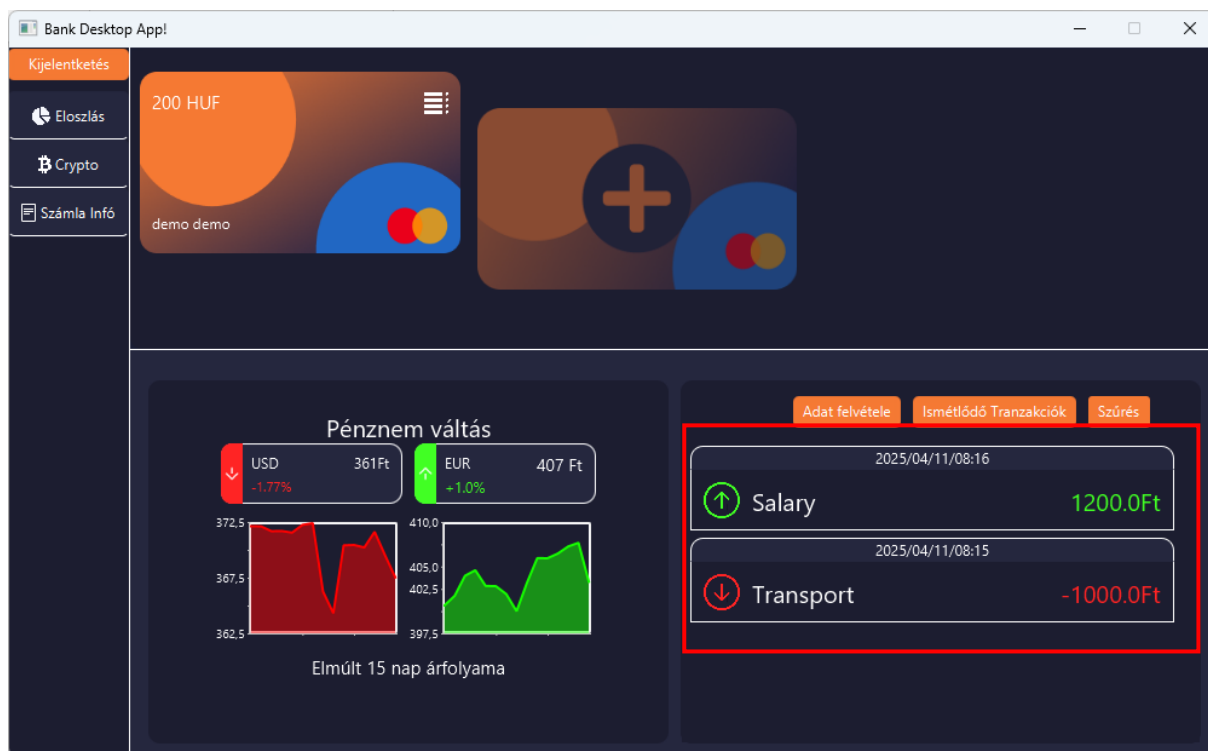 Bank Desktop App!
Kijelentketés
Eloszlás
Crypto
Számla Infó
200 HUF
demo demo
Pénznem váltás
USD 361Ft
-1.77%
EUR 407 Ft
+1.0%
372,5
367,5
362,5
410,0
405,0
402,5
397,5
Elmúlt 15 nap árfolyama
Adat felvétele Ismétlődő Tranzakciók Szűrés
2025/04/11/08:16
Salary 1200.0Ft
2025/04/11/08:15
Transport -1000.0Ft